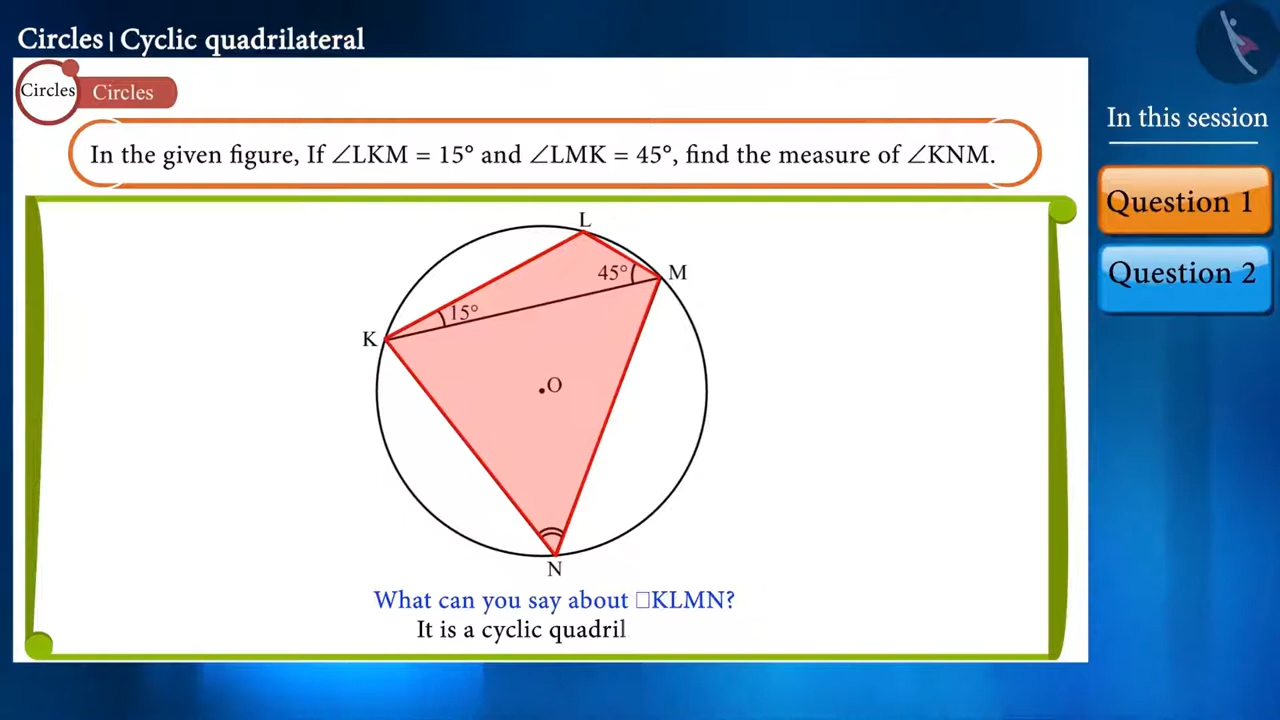 Circles | Cyclic quadrilateral
Circles
Circles
In the given figure, If ∠LKM = 15° and ∠LMK = 45°, find the measure of ∠KNM.
In this session
Question 1
Question 2
L
45°
M
15°
K
O
N
What can you say about □KLMN?
It is a cyclic quadril